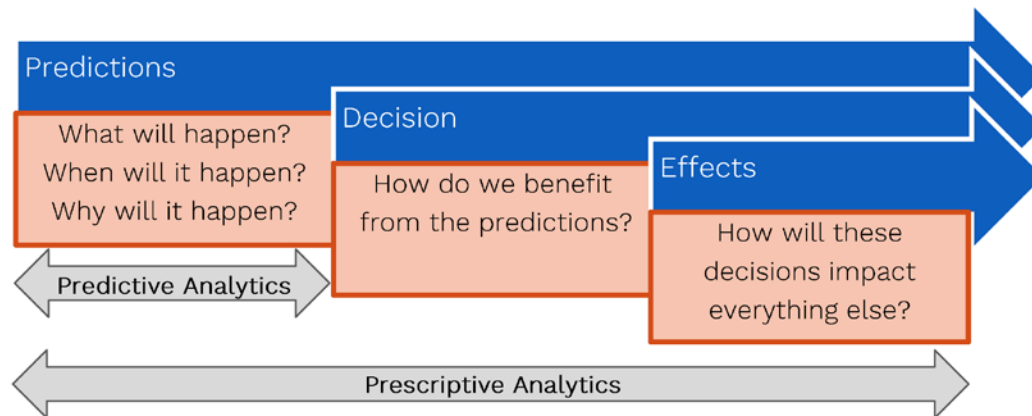 Predictions
What will happen?
When will it happen?
Why will it happen?
Predictive Analytics
Decision
How do we benefit
from the predictions?
Effects
How will these
decisions impact
everything else?
Prescriptive Analytics